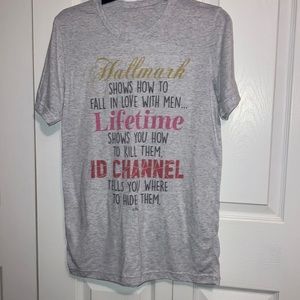 Hallmark
SHOWS HOW TO
FALL IN LOVE WITH MEN...
Lifetime
SHOWS YOU HOW
TO KILL THEM,
ID CHANNEL
TELLS YOU WHERE
TO HIDE THEM.